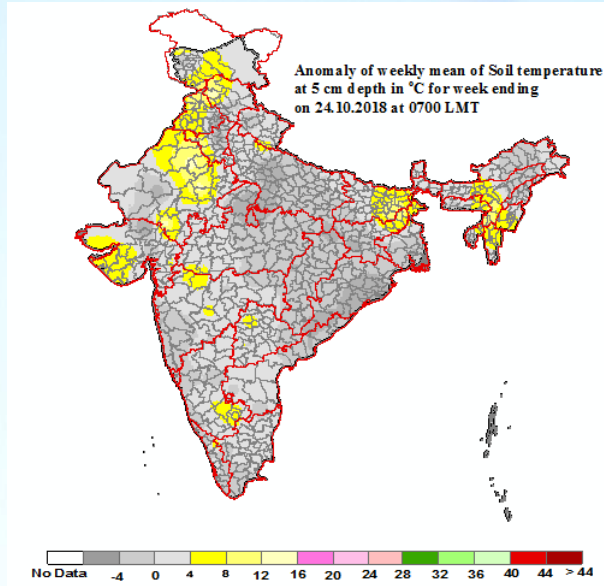 Anomaly of weekly mean of Soil temperature
at 5 cm depth in °C for week ending
on 24.10.2018 at 0700 LMT
No Data -4 0 4 8 12 16 20 24 28 32 36 40 44 > 44